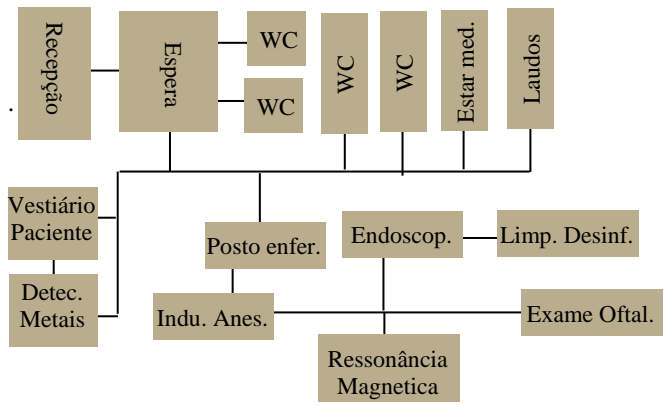 Recepção
Espera
WC
WC
WC
WC
Estar med.
Laudos
.
Vestiário
Paciente
Posto enfer.
Endoscop.
Limp. Desinf.
Detec.
Metais
Indu. Anes.
Exame Oftal.
Ressonância
Magnetica